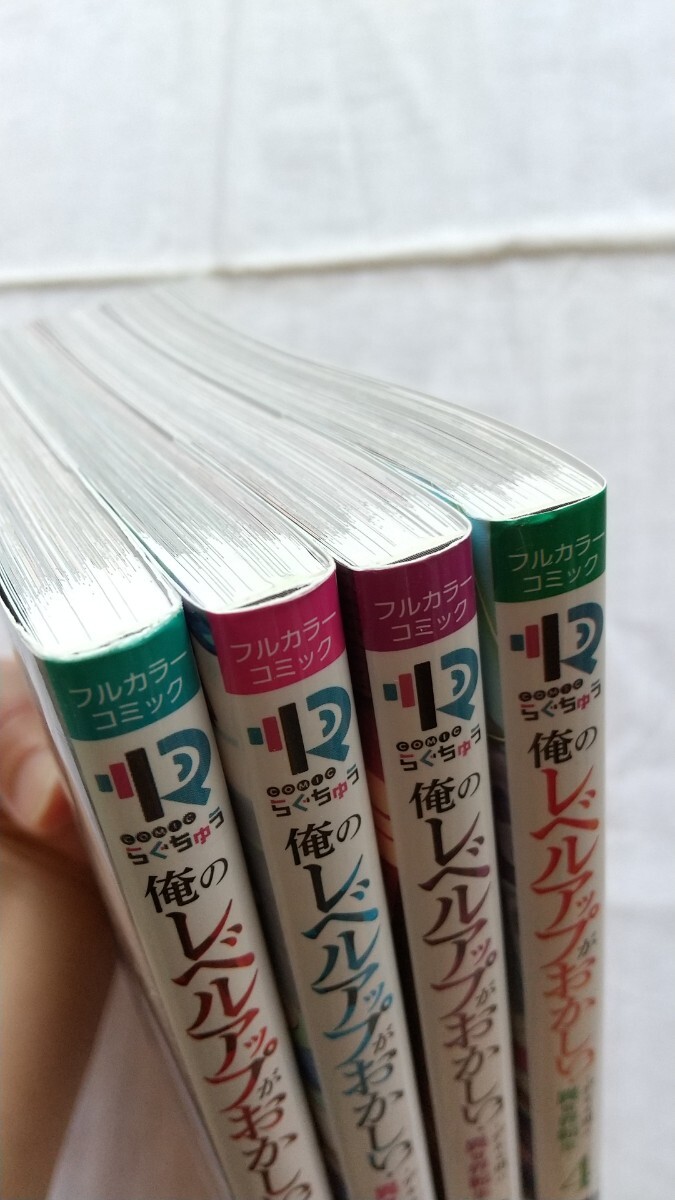 フルカラー
コミック
COMIC
らぐちゅう
俺のレベルアップがおかしい
フルカラー
コミック
COMIC
らぐちゅう
俺のレベルアップがおかしい!
フルカラー
コミック
COMIC
らぐちゅう
俺のレベルアップがおかしい!
フルカラー
コミック
COMIC
らぐちゅう
俺のレベルアップがおかしい!
4